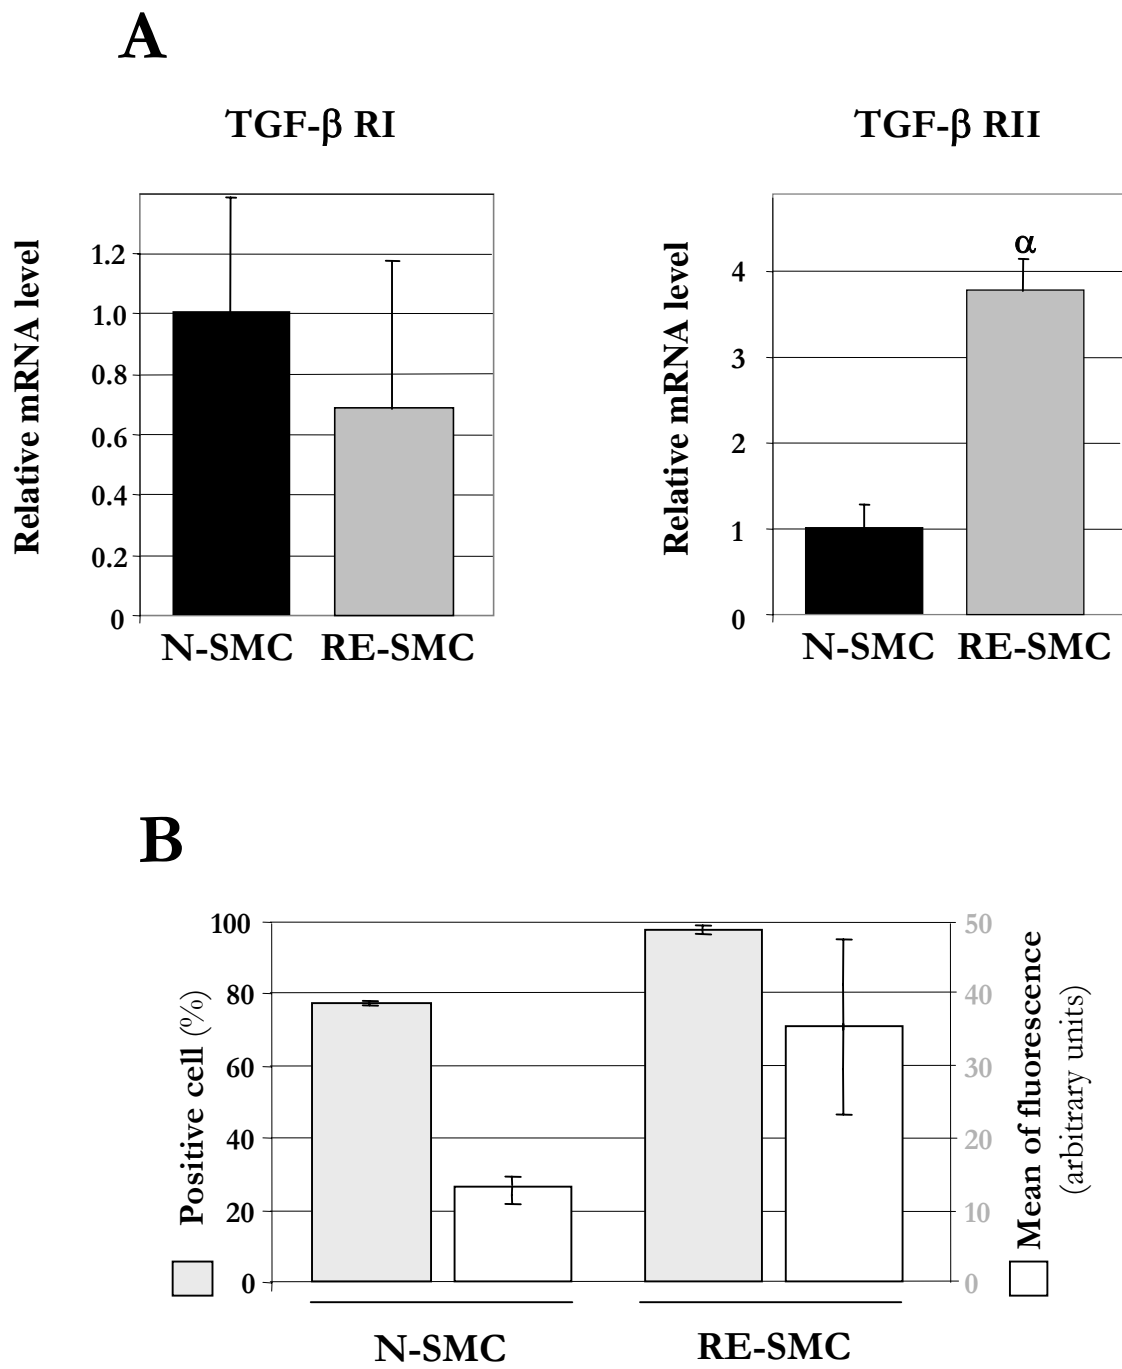 A
TGF-β RI
TGF-β RII
Relative mRNA level
1.2
1.0
0.8
0.6
0.4
0.2
0
N-SMC RE-SMC
Relative mRNA level
α
4
3
2
1
0
N-SMC RE-SMC
B
Positive cell (%)
100
80
60
40
20
0
50
40
30
20
10
0
Mean of fluorescence
(arbitrary units)
N-SMC
RE-SMC